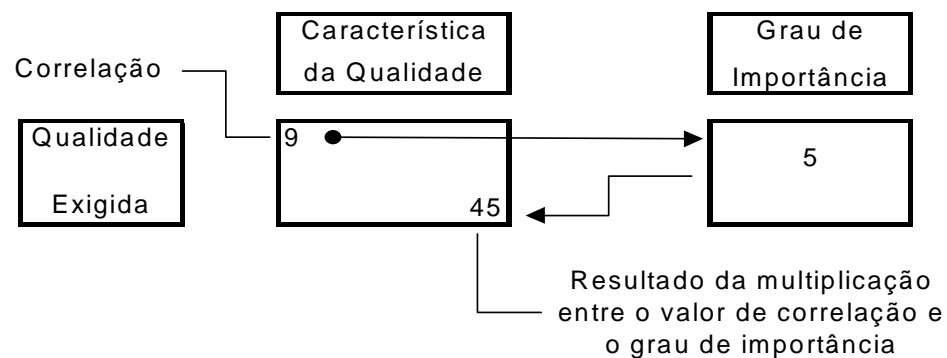 Característica
da Qualidade
Grau de
Importância
Correlação
Qualidade
Exigida
9
45
5
Resultado da multiplicação
entre o valor de correlação e
o grau de importância